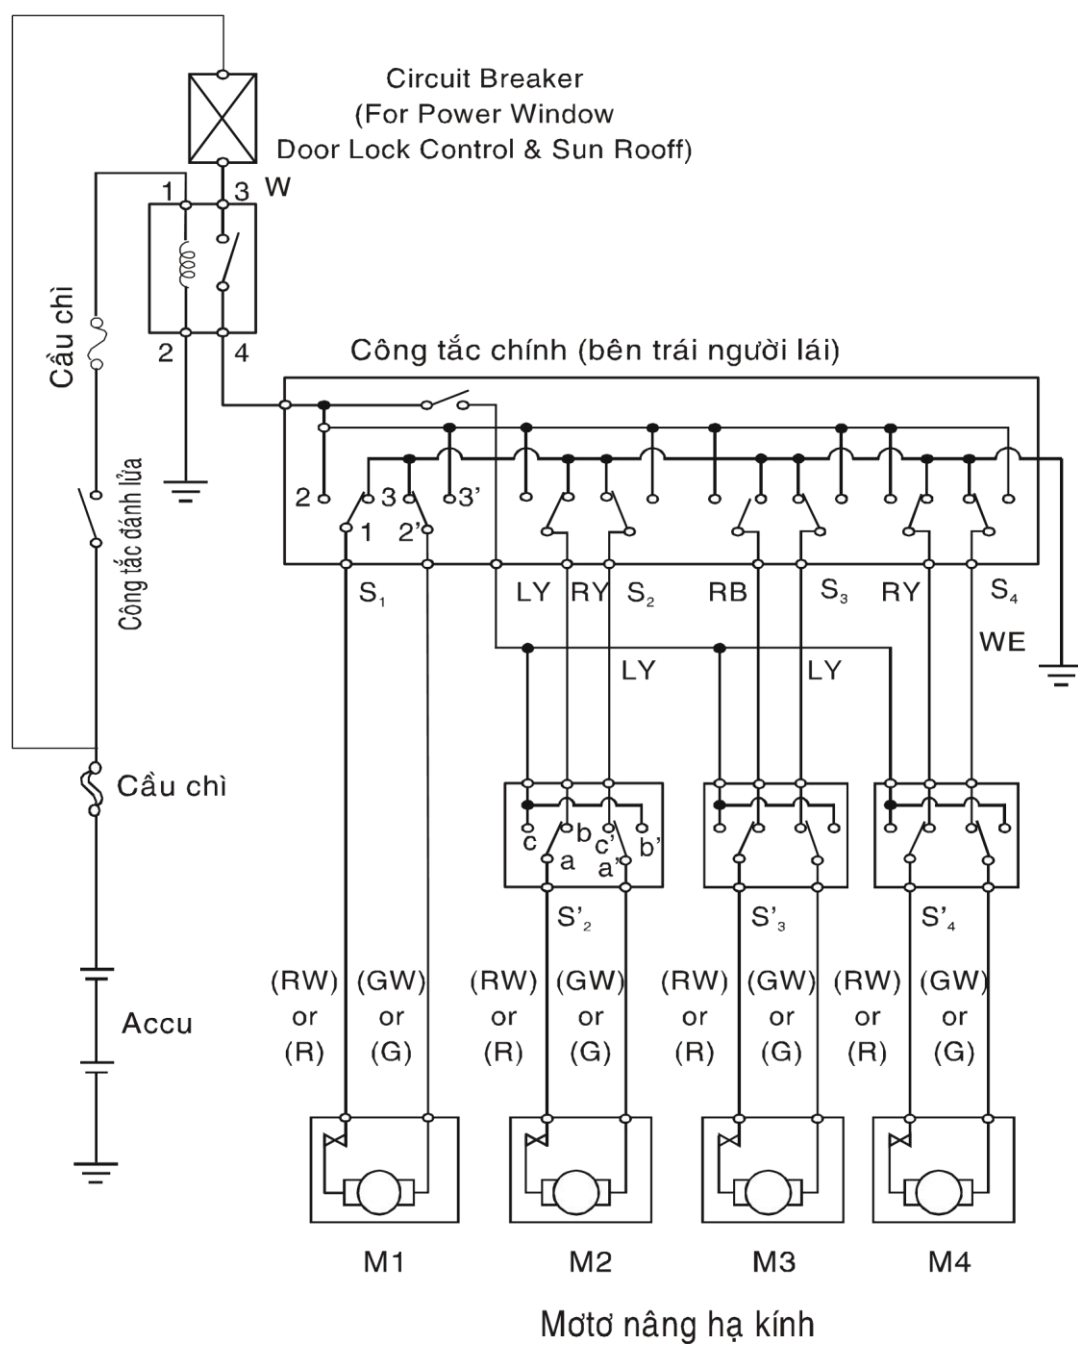 Circuit Breaker
(For Power Window
Door Lock Control & Sun Rooff)
1 3 W
Cầu chì
2 4
Công tắc chính (bên trái người lái)
Công tắc đánh lửa
2 3 3'
1 2'
S₁ LY RY S₂ RB S₃ RY S₄
WE
LY LY
Cầu chì
c b c' b'
a a'
S'₂ S'₃ S'₄
(RW) (GW) (RW) (GW) (RW) (GW) (RW) (GW)
or or or or or or or or
(R) (G) (R) (G) (R) (G) (R) (G)
Accu
M1 M2 M3 M4
Mơtơ nâng hạ kính